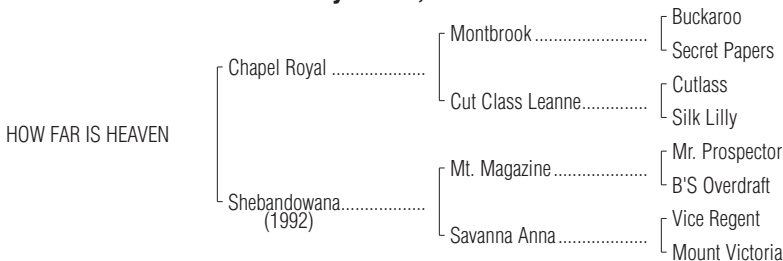 Buckaroo
Montbrook ........................
Secret Papers
Chapel Royal ....................
Cutlass
Cut Class Leanne..............
Silk Lilly
HOW FAR IS HEAVEN
Mr. Prospector
Mt. Magazine ....................
B'S Overdraft
Shebandowana..................
(1992)
Vice Regent
Savanna Anna...................
Mount Victoria